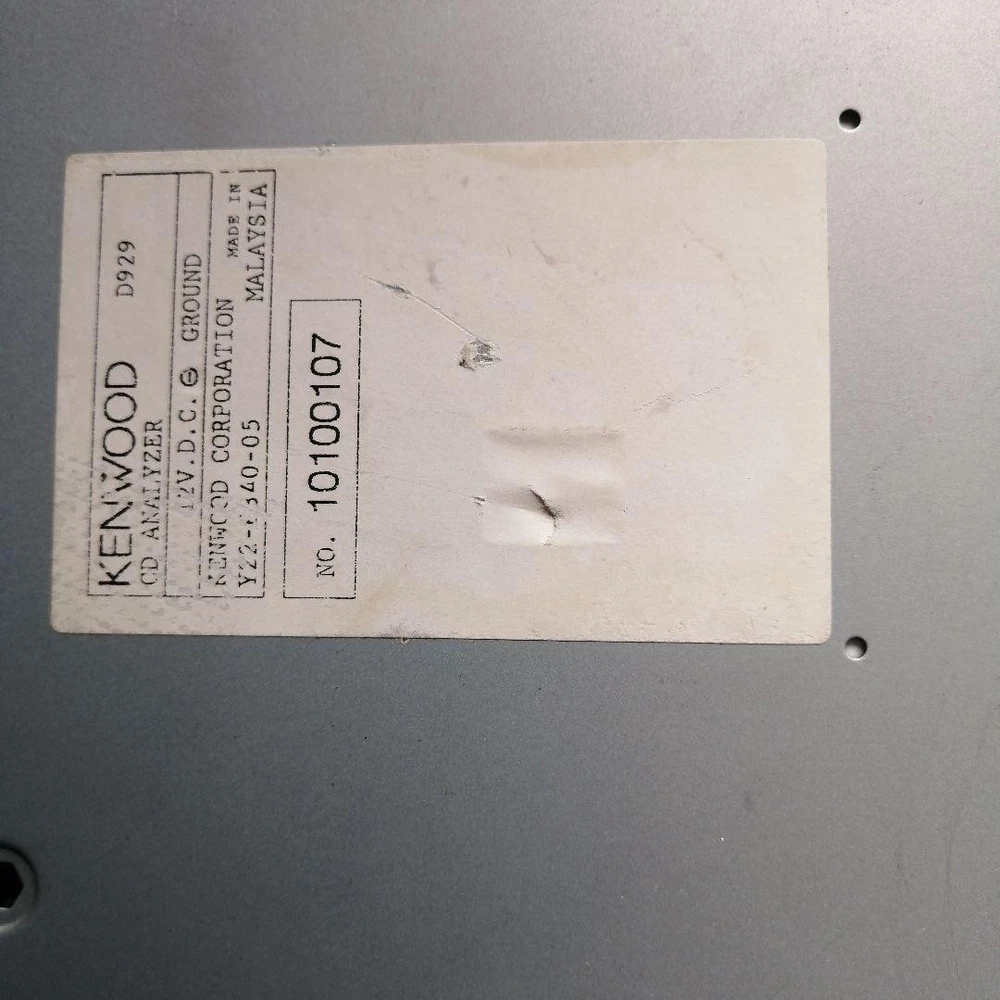 KENWOOD D929
CD ANALYZER
12V.D.C. ⊖ GROUND
KENWOOD CORPORATION MADE IN
MALAYSIA
NO. 10100107